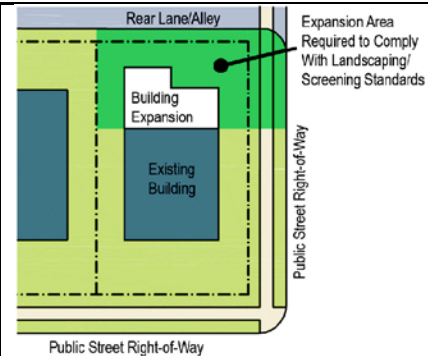 Rear Lane/Alley
Expansion Area
Required to Comply
With Landscaping/
Screening Standards
Building
Expansion
Existing
Building
Public Street Right-of-Way
Public Street Right-of-Way